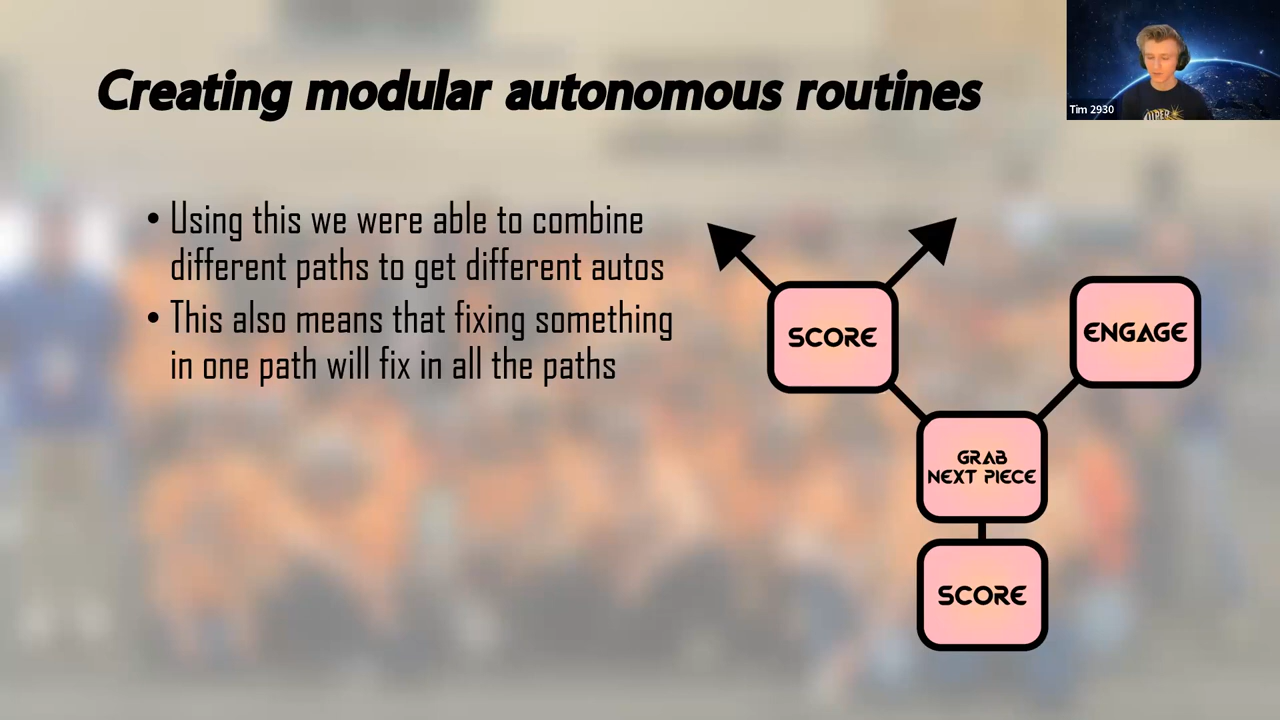 Creating modular autonomous routines
Tim 2930
• Using this we were able to combine
different paths to get different autos
• This also means that fixing something
in one path will fix in all the paths
SCORE
ENGAGE
GRAB
NEXT PIECE
SCORE